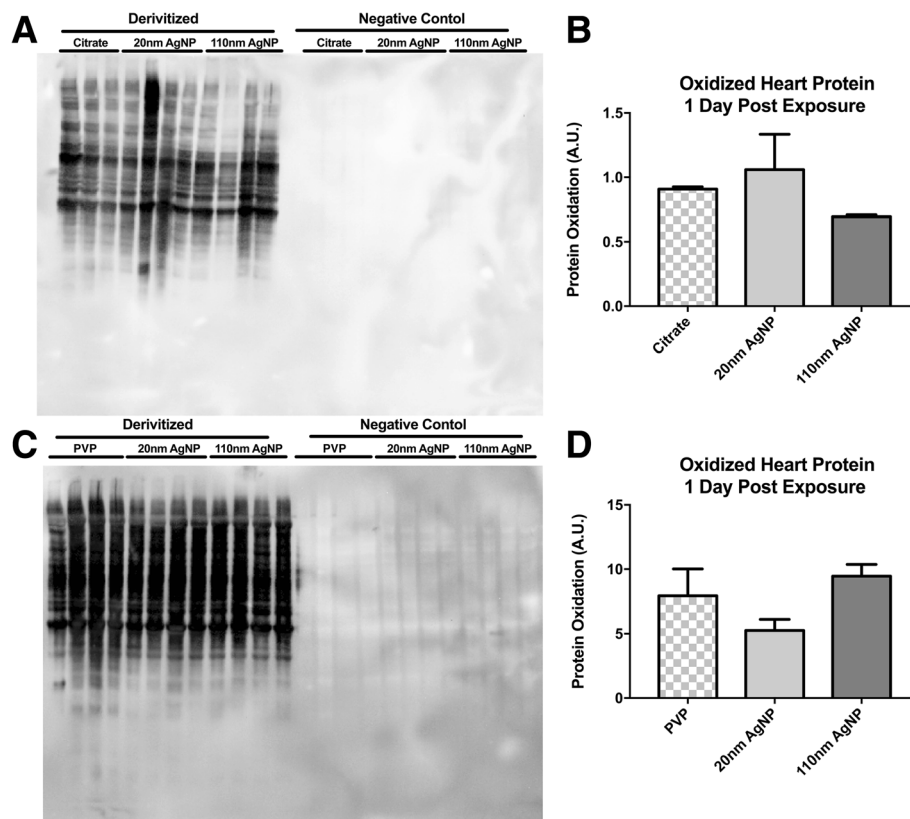 A
Derivitized
Negative Contol
Citrate 20nm AgNP 110nm AgNP
Citrate 20nm AgNP 110nm AgNP
B
Oxidized Heart Protein
1 Day Post Exposure
Protein Oxidation (A.U.)
1.5
1.0
0.5
0.0
Citrate
20nm AgNP
110nm AgNP
C
Derivitized
Negative Contol
PVP 20nm AgNP 110nm AgNP
PVP 20nm AgNP 110nm AgNP
D
Oxidized Heart Protein
1 Day Post Exposure
Protein Oxidation (A.U.)
15
10
5
0
PVP
20nm AgNP
110nm AgNP